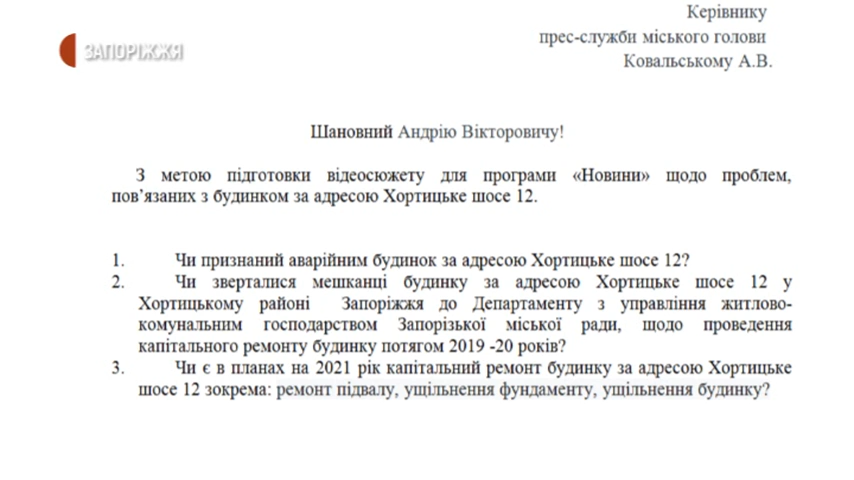 Керівнику
прес-служби міського голови
Ковальському А.В.
ЗАПОРІЖЖЯ
Шановний Андрію Вікторовичу!
З метою підготовки відеосюжету для програми «Новини» щодо проблем,
пов’язаних з будинком за адресою Хортицьке шосе 12.
1. Чи признаний аварійним будинок за адресою Хортицьке шосе 12?
2. Чи зверталися мешканці будинку за адресою Хортицьке шосе 12 у
Хортицькому районі Запоріжжя до Департаменту з управління житлово-
комунальним господарством Запорізької міської ради, щодо проведення
капітального ремонту будинку потягом 2019 -20 років?
3. Чи є в планах на 2021 рік капітальний ремонт будинку за адресою Хортицьке
шосе 12 зокрема: ремонт підвалу, ущільнення фундаменту, ущільнення будинку?